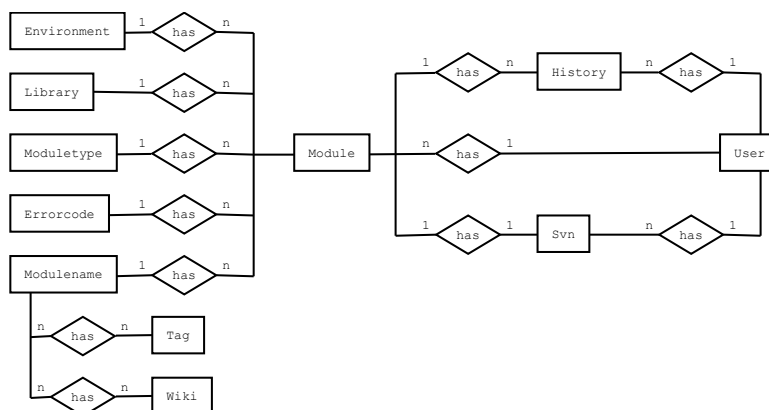 Environment 1 has n
Library 1 has n
Moduletype 1 has n
Errorcode 1 has n
Modulename 1 has n
n has n Tag
n has n Wiki
Module
1 has n History n has 1
n has 1 User
1 has 1 Svn n has 1